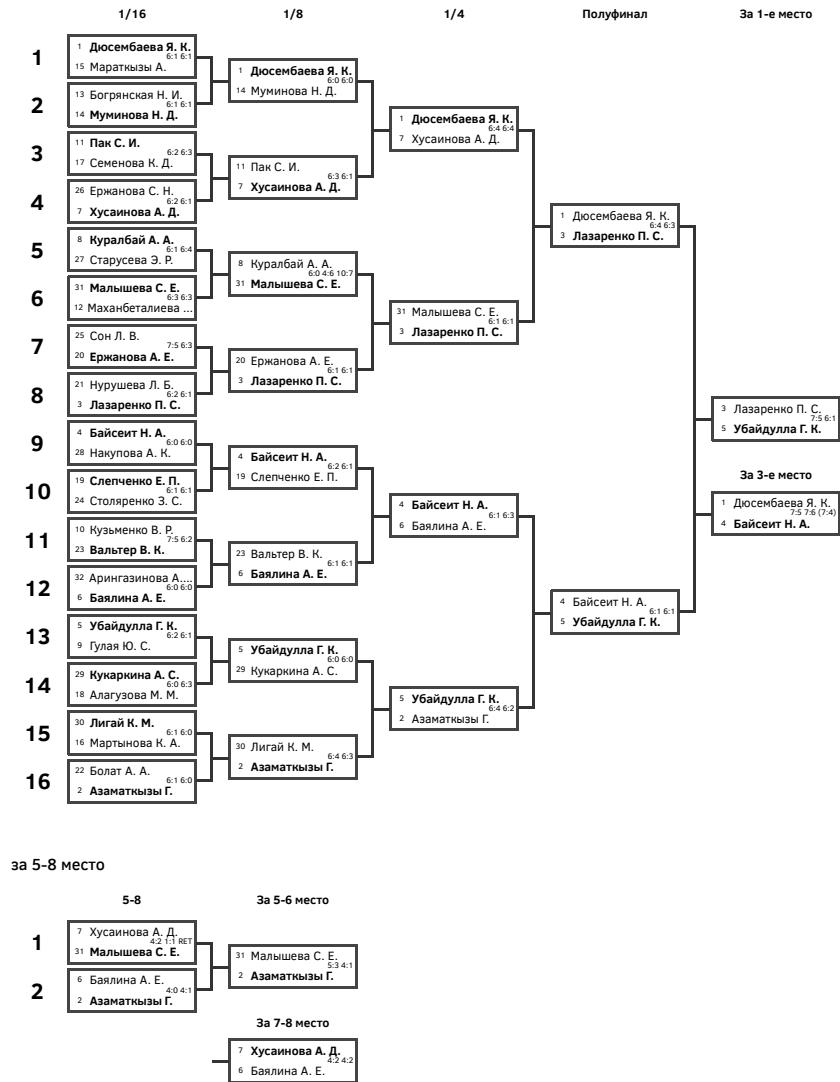 1/16 1/8 1/4 Полуфинал За 1-е место
1
1 Дюсембаева Я. К.
6:1 6:1
15 Мараткызы А.
2
13 Богрянская Н. И.
6:1 6:1
14 Муминова Н. Д.
3
11 Пак С. И.
6:2 6:3
17 Семенова К. Д.
4
26 Ержанова С. Н.
6:2 6:1
7 Хусаинова А. Д.
5
8 Куралбай А. А.
6:1 6:4
27 Старусева Э. Р.
6
31 Малышева С. Е.
6:3 6:3
12 Маханбеталиева ...
7
25 Сон Л. В.
7:5 6:3
20 Ержанова А. Е.
8
21 Нурушева Л. Б.
6:2 6:1
3 Лазаренко П. С.
9
4 Байсеит Н. А.
6:0 6:0
28 Накупова А. К.
10
19 Слепченко Е. П.
6:1 6:1
24 Столяренко З. С.
11
10 Кузьменко В. Р.
7:5 6:2
23 Вальтер В. К.
12
32 Арингазинова А....
6:0 6:0
6 Баялина А. Е.
13
5 Убайдулла Г. К.
6:2 6:1
9 Гулая Ю. С.
14
29 Кукаркина А. С.
6:0 6:3
18 Алагузова М. М.
15
30 Лигай К. М.
6:1 6:0
16 Мартынова К. А.
16
22 Болат А. А.
6:1 6:0
2 Азаматкызы Г.
1 Дюсембаева Я. К.
6:0 6:0
14 Муминова Н. Д.
11 Пак С. И.
6:3 6:1
7 Хусаинова А. Д.
8 Куралбай А. А.
6:0 4:6 10:7
31 Малышева С. Е.
20 Ержанова А. Е.
6:1 6:1
3 Лазаренко П. С.
4 Байсеит Н. А.
6:2 6:1
19 Слепченко Е. П.
23 Вальтер В. К.
6:1 6:1
6 Баялина А. Е.
5 Убайдулла Г. К.
6:0 6:0
29 Кукаркина А. С.
30 Лигай К. М.
6:4 6:3
2 Азаматкызы Г.
1 Дюсембаева Я. К.
6:4 6:4
7 Хусаинова А. Д.
31 Малышева С. Е.
6:1 6:1
3 Лазаренко П. С.
4 Байсеит Н. А.
6:1 6:3
6 Баялина А. Е.
5 Убайдулла Г. К.
6:4 6:2
2 Азаматкызы Г.
1 Дюсембаева Я. К.
6:4 6:3
3 Лазаренко П. С.
4 Байсеит Н. А.
6:1 6:1
5 Убайдулла Г. К.
3 Лазаренко П. С.
7:5 6:1
5 Убайдулла Г. К.
За 3-е место
1 Дюсембаева Я. К.
7:5 7:6 (7:4)
4 Байсеит Н. А.
за 5-8 место
5-8 За 5-6 место
1
7 Хусаинова А. Д.
4:2 1:1 RET
31 Малышева С. Е.
2
6 Баялина А. Е.
4:0 4:1
2 Азаматкызы Г.
31 Малышева С. Е.
5:3 4:1
2 Азаматкызы Г.
За 7-8 место
7 Хусаинова А. Д.
4:2 4:2
6 Баялина А. Е.